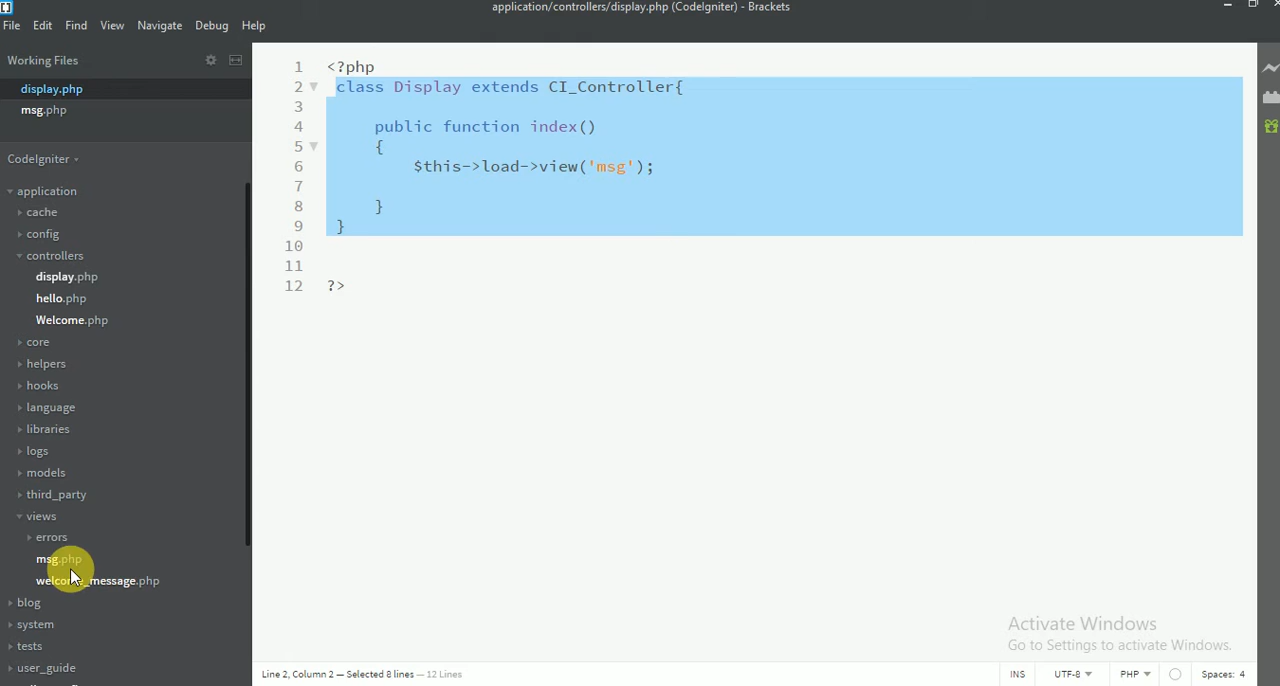 application/controllers/display.php (CodeIgniter) - Brackets
File Edit Find View Navigate Debug Help
Working Files
display.php
msg.php
CodeIgniter
application
cache
config
controllers
display.php
hello.php
Welcome.php
core
helpers
hooks
language
libraries
logs
models
third_party
views
errors
msg.php
welcome_message.php
blog
system
tests
user_guide
1 <?php
2 class Display extends CI_Controller{
3
4 public function index()
5 {
6 $this->load->view('msg');
7
8 }
9 }
10
11
12 ?>
Activate Windows
Go to Settings to activate Windows.
Line 2, Column 2 — Selected 8 lines — 12 Lines
INS UTF-8 PHP Spaces: 4